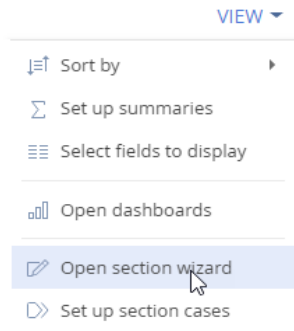 VIEW
Sort by
Set up summaries
Select fields to display
Open dashboards
Open section wizard
Set up section cases